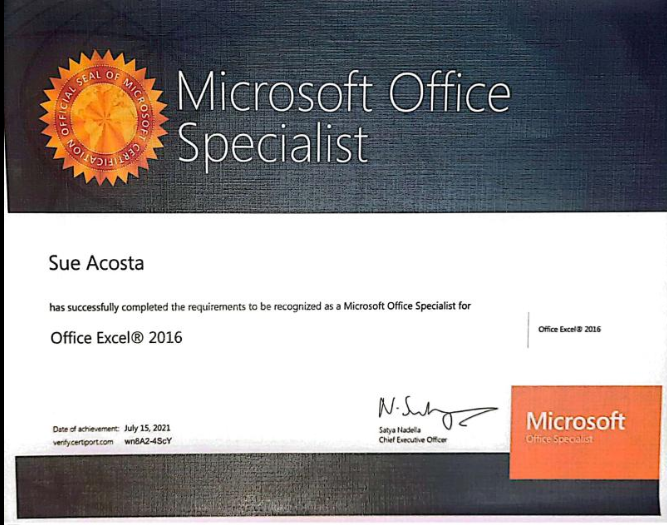 OFFICIAL SEAL OF MICROSOFT CERTIFICATION
Microsoft Office
Specialist
Sue Acosta
has successfully completed the requirements to be recognized as a Microsoft Office Specialist for
Office Excel® 2016
Office Excel® 2016
Date of achievement: July 15, 2021
verify.certiport.com wn8A2-4ScY
Satya Nadella
Chief Executive Officer
Microsoft
Office Specialist